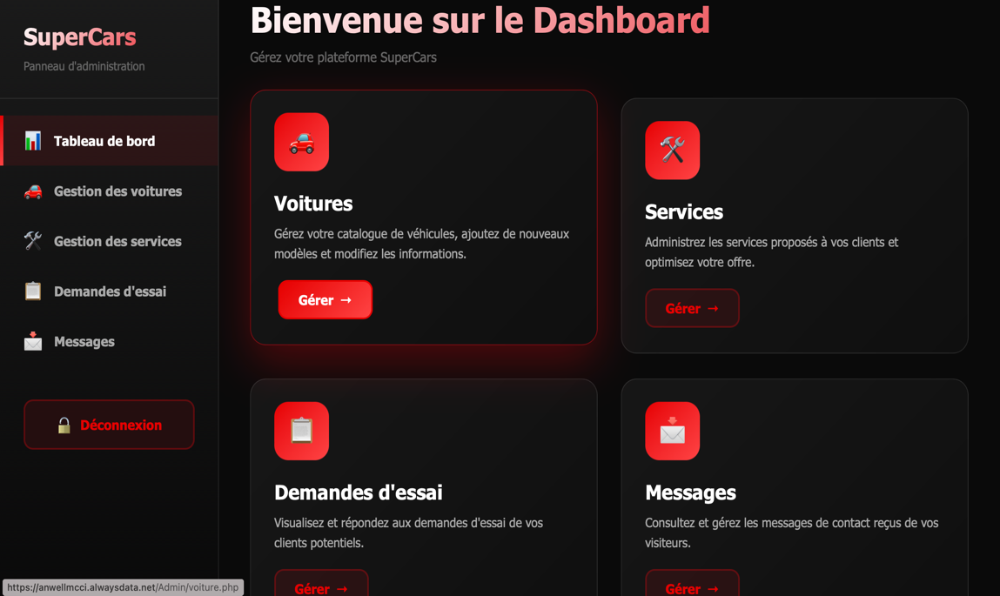 SuperCars
Panneau d'administration
Tableau de bord
Gestion des voitures
Gestion des services
Demandes d'essai
Messages
Déconnexion
Bienvenue sur le Dashboard
Gérez votre plateforme SuperCars
Voitures
Gérez votre catalogue de véhicules, ajoutez de nouveaux
modèles et modifiez les informations.
Gérer →
Services
Administrez les services proposés à vos clients et
optimisez votre offre.
Gérer →
Demandes d'essai
Visualisez et répondez aux demandes d'essai de vos
clients potentiels.
Gérer →
Messages
Consultez et gérez les messages de contact reçus de vos
visiteurs.
Gérer →
https://anwellmcci.alwaysdata.net/Admin/voiture.php